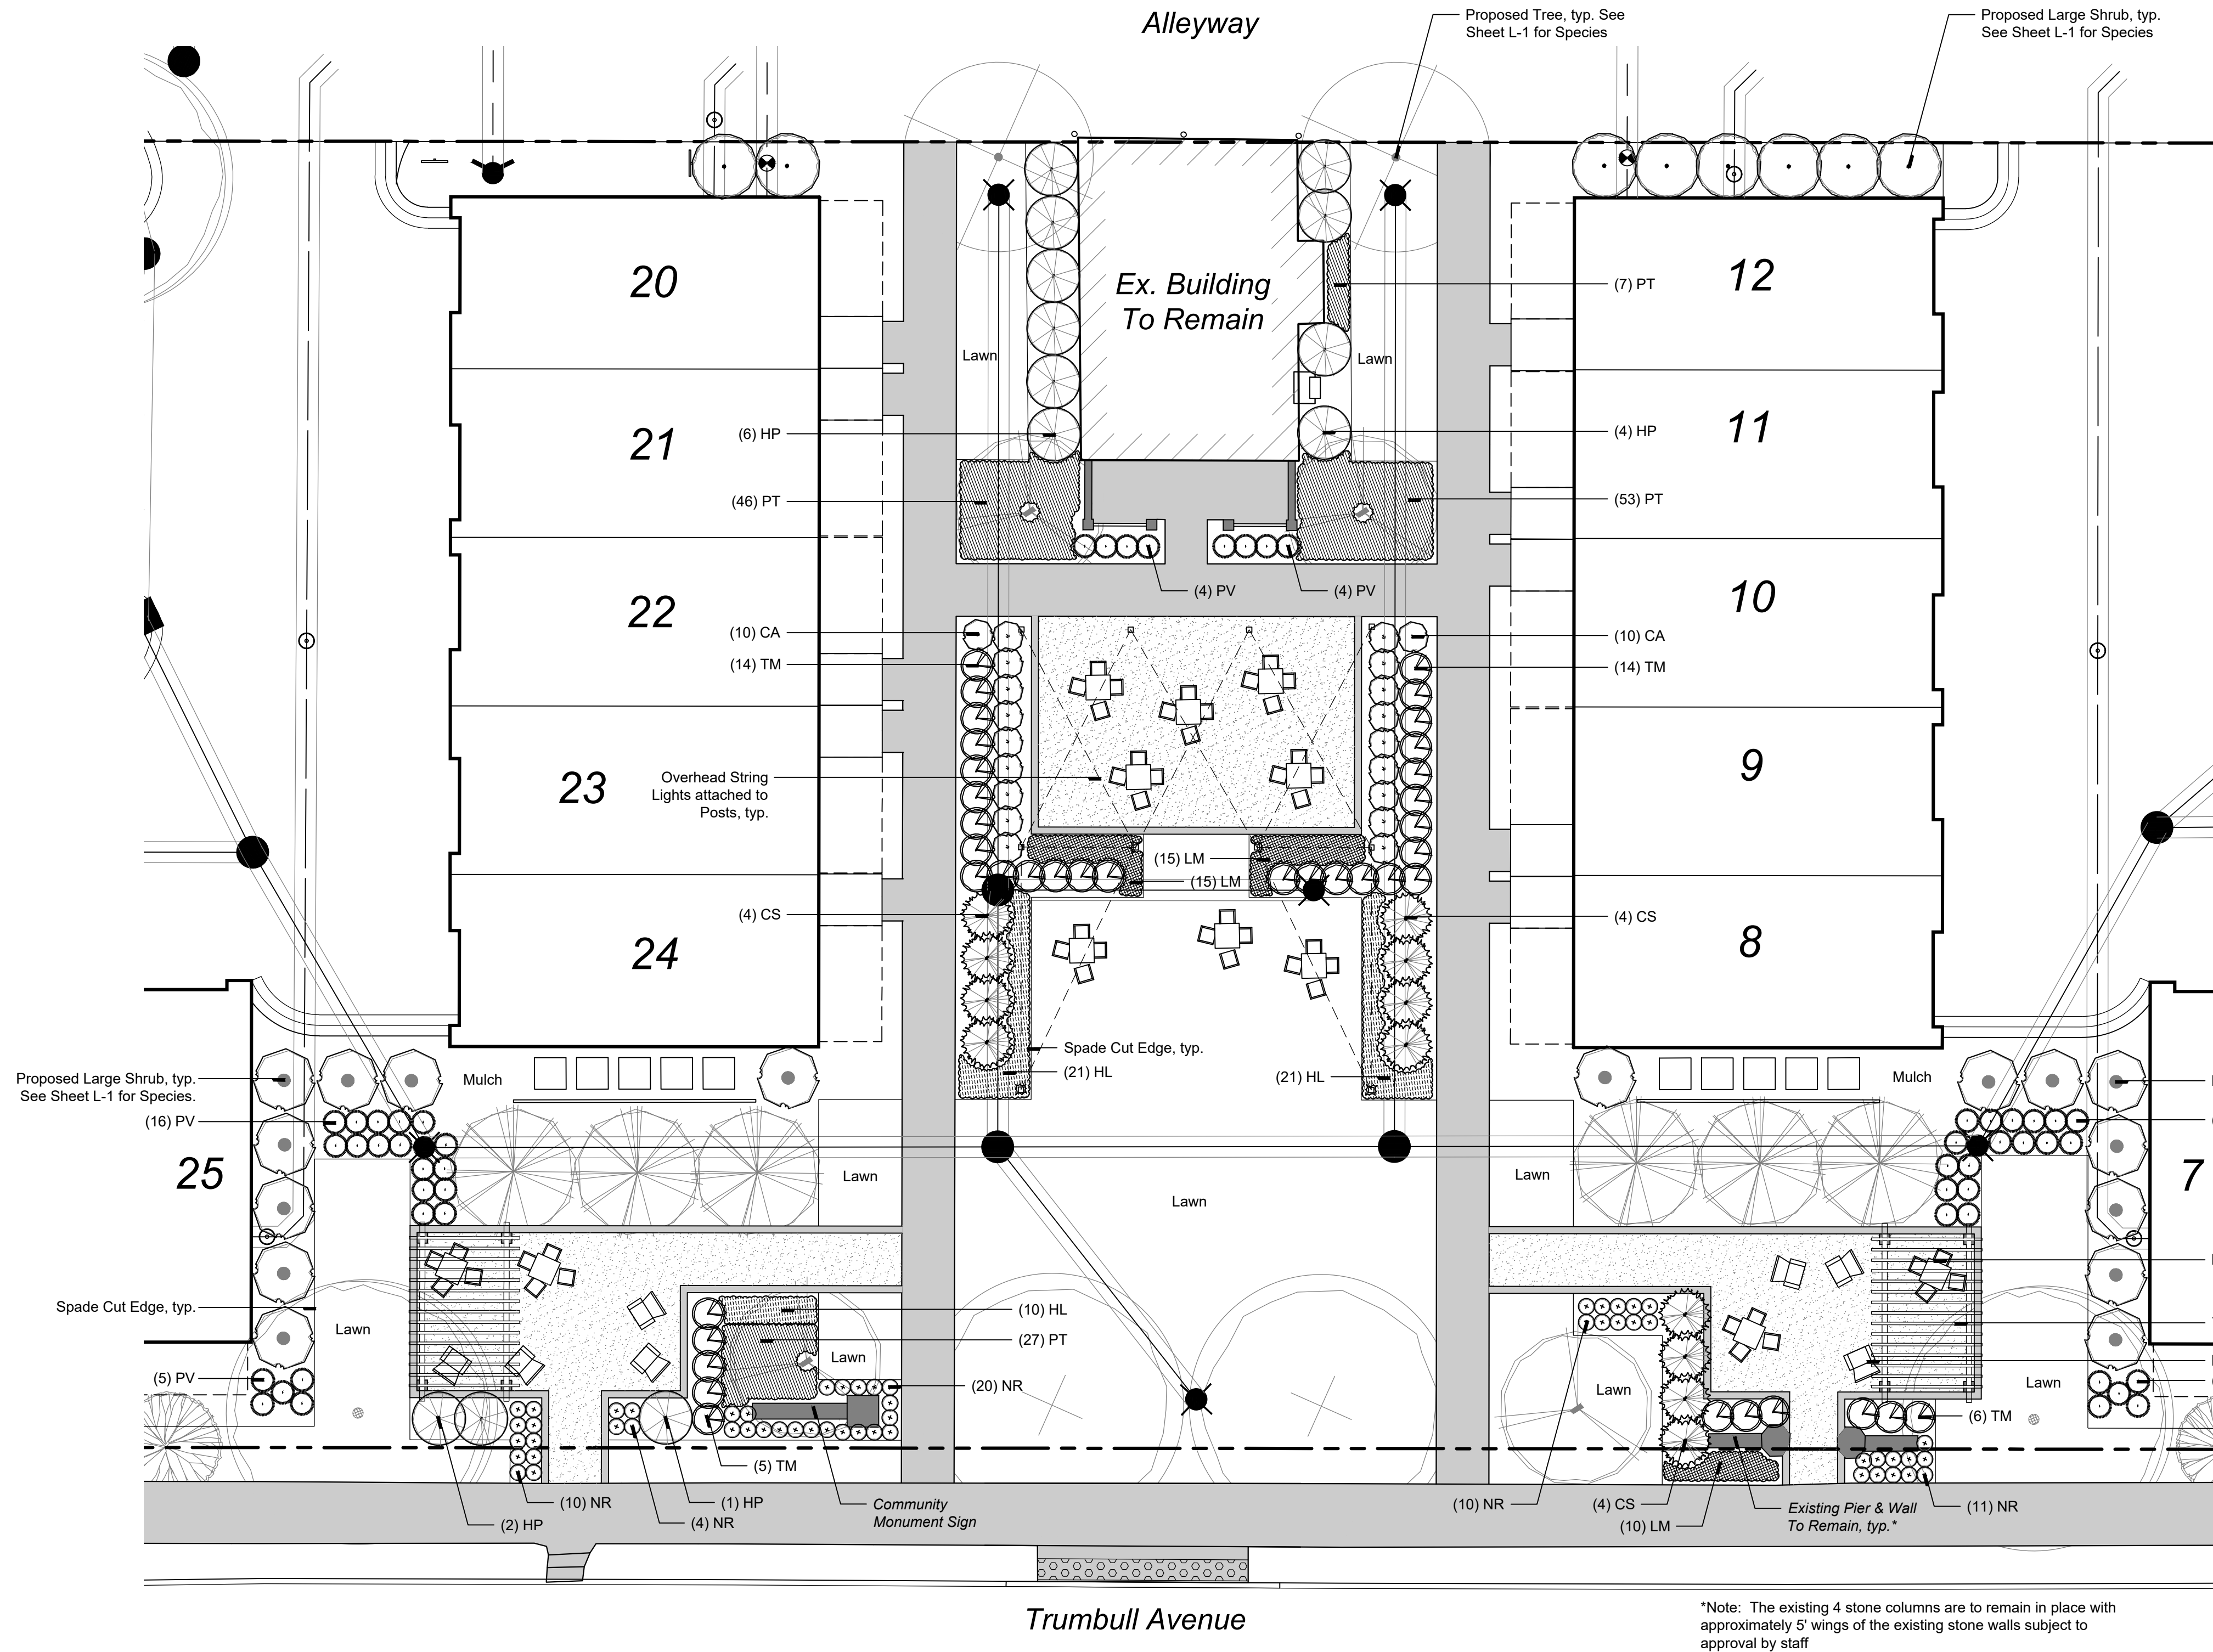 Alleyway
Proposed Tree, typ. See
Sheet L-1 for Species
Proposed Large Shrub, typ.
See Sheet L-1 for Species
20
Ex. Building
To Remain
12
(7) PT
Lawn
Lawn
21
(6) HP
(4) HP
11
(46) PT
(53) PT
22
(4) PV
(4) PV
10
(10) CA
(10) CA
(14) TM
(14) TM
23
Overhead String
Lights attached to
Posts, typ.
9
(15) LM
(15) LM
(4) CS
(4) CS
24
8
Spade Cut Edge, typ.
(21) HL
(21) HL
Proposed Large Shrub, typ.
See Sheet L-1 for Species.
Mulch
Mulch
(16) PV
25
Lawn
Lawn
Lawn
7
Spade Cut Edge, typ.
Lawn
(10) HL
(27) PT
Lawn
(20) NR
Lawn
Lawn
(5) PV
(6) TM
(5) TM
(10) NR
(1) HP
(2) HP
(4) NR
Community
Monument Sign
(10) NR
(4) CS
(10) LM
Existing Pier & Wall
To Remain, typ.*
(11) NR
Trumbull Avenue
*Note: The existing 4 stone columns are to remain in place with
approximately 5' wings of the existing stone walls subject to
approval by staff